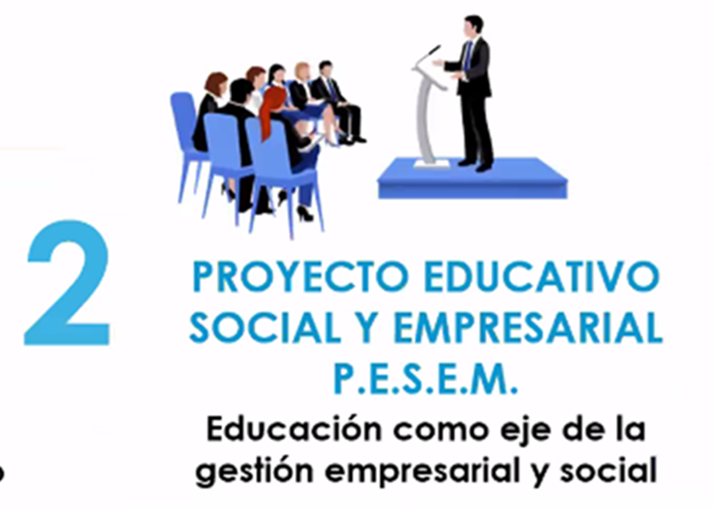 2
PROYECTO EDUCATIVO
SOCIAL Y EMPRESARIAL
P.E.S.E.M.
Educación como eje de la
gestión empresarial y social